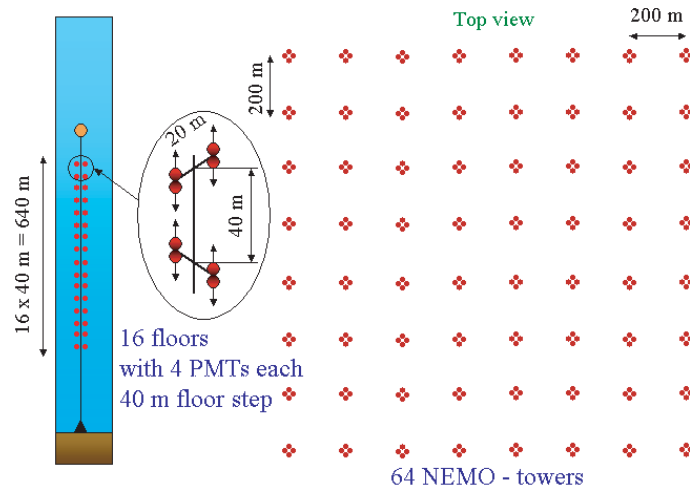 Top view
200 m
200 m
20 m
40 m
16 x 40 m = 640 m
16 floors
with 4 PMTs each
40 m floor step
64 NEMO - towers